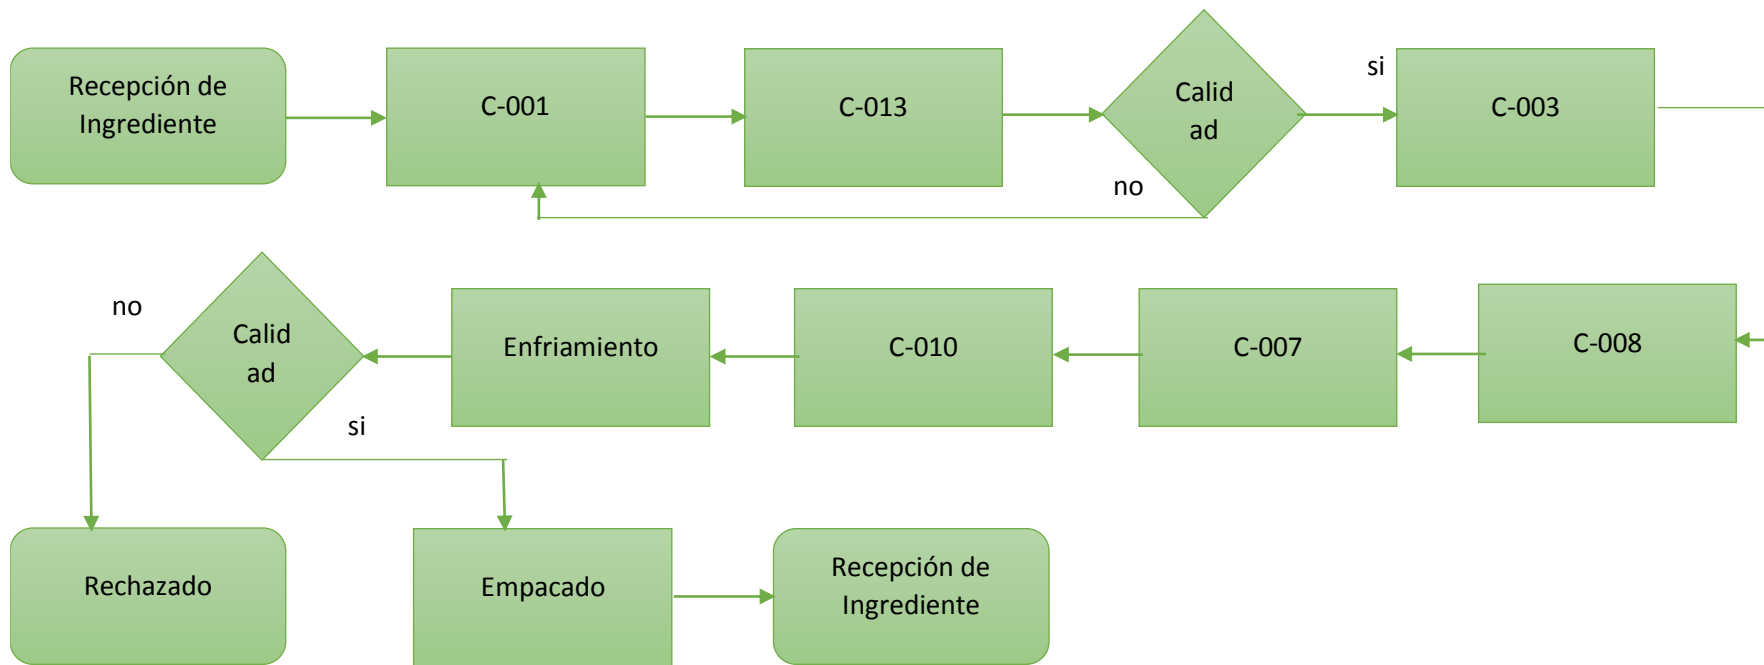 Recepción de
Ingrediente
C-001
C-013
Calid
ad
si
C-003
no
no
Calid
ad
si
Enfriamiento
C-010
C-007
C-008
Rechazado
Empacado
Recepción de
Ingrediente